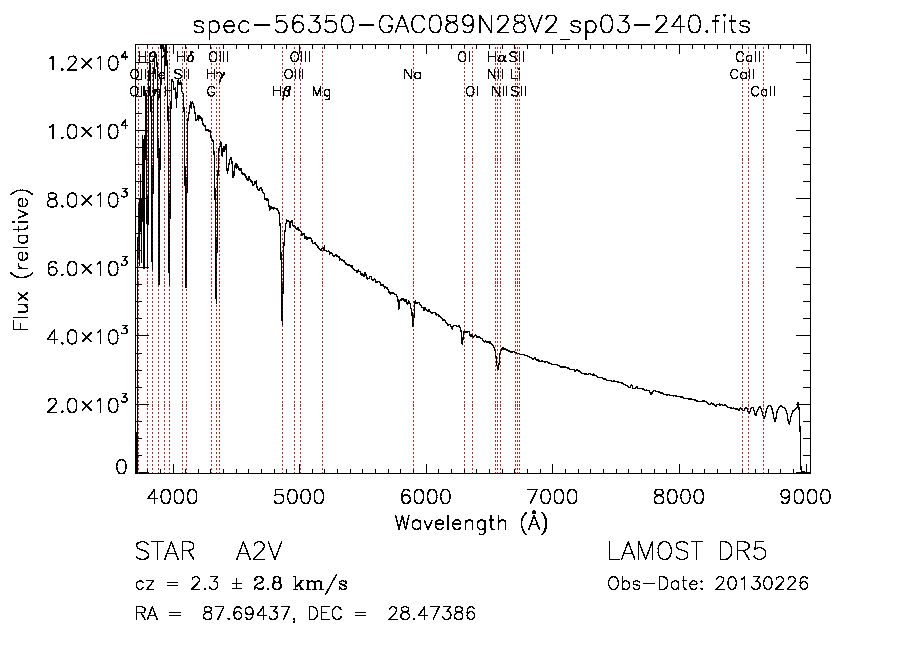 spec-56350-GAC089N28V2_sp03-240.fits
Hδ OIII OIII OI Hα SII CaII
SII Hγ OIII Na NII Li CaII
G Hβ Mg OI NII SII CaII
1.2×10⁴
1.0×10⁴
8.0×10³
6.0×10³
4.0×10³
2.0×10³
0
Flux (relative)
4000 5000 6000 7000 8000 9000
Wavelength (Å)
STAR A2V LAMOST DR5
cz = 2.3 ± 2.8 km/s Obs-Date: 20130226
RA = 87.69437, DEC = 28.47386